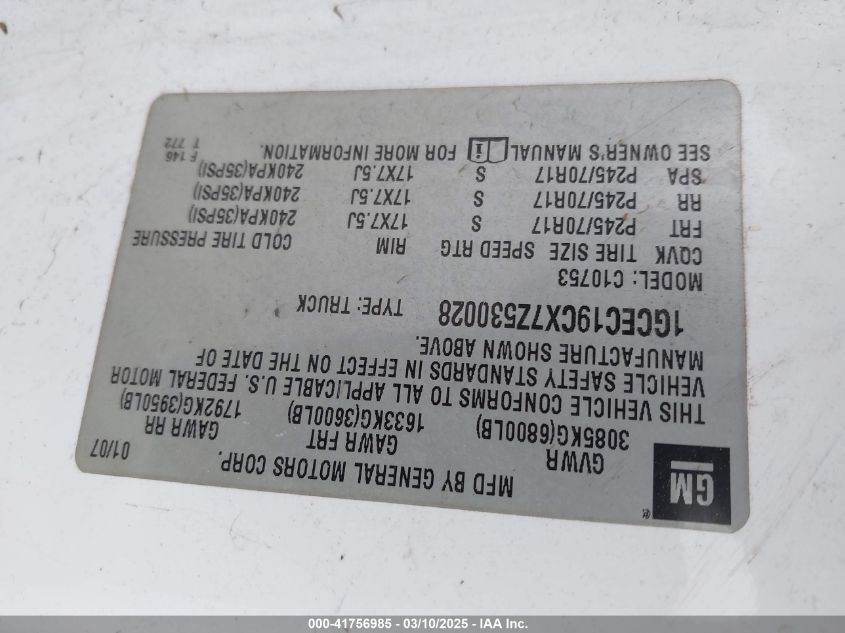 MFD BY GENERAL MOTORS CORP.
01/07
GM
GVWR GAWR FRT GAWR RR
3085KG(6800LB) 1633KG(3600LB) 1792KG(3950LB)
THIS VEHICLE CONFORMS TO ALL APPLICABLE U.S. FEDERAL MOTOR
VEHICLE SAFETY STANDARDS IN EFFECT ON THE DATE OF
MANUFACTURE SHOWN ABOVE.
1GCEC19CX7Z530028 TYPE: TRUCK
MODEL: C10753
CQVK TIRE SIZE SPEED RTG RIM COLD TIRE PRESSURE
FRT P245/70R17 S 17X7.5J 240KPA(35PSI)
RR P245/70R17 S 17X7.5J 240KPA(35PSI)
SPA P245/70R17 S 17X7.5J 240KPA(35PSI)
SEE OWNER'S MANUAL i FOR MORE INFORMATION.
F 146
T 772
000-41756985 — 03/10/2025 — IAA Inc.